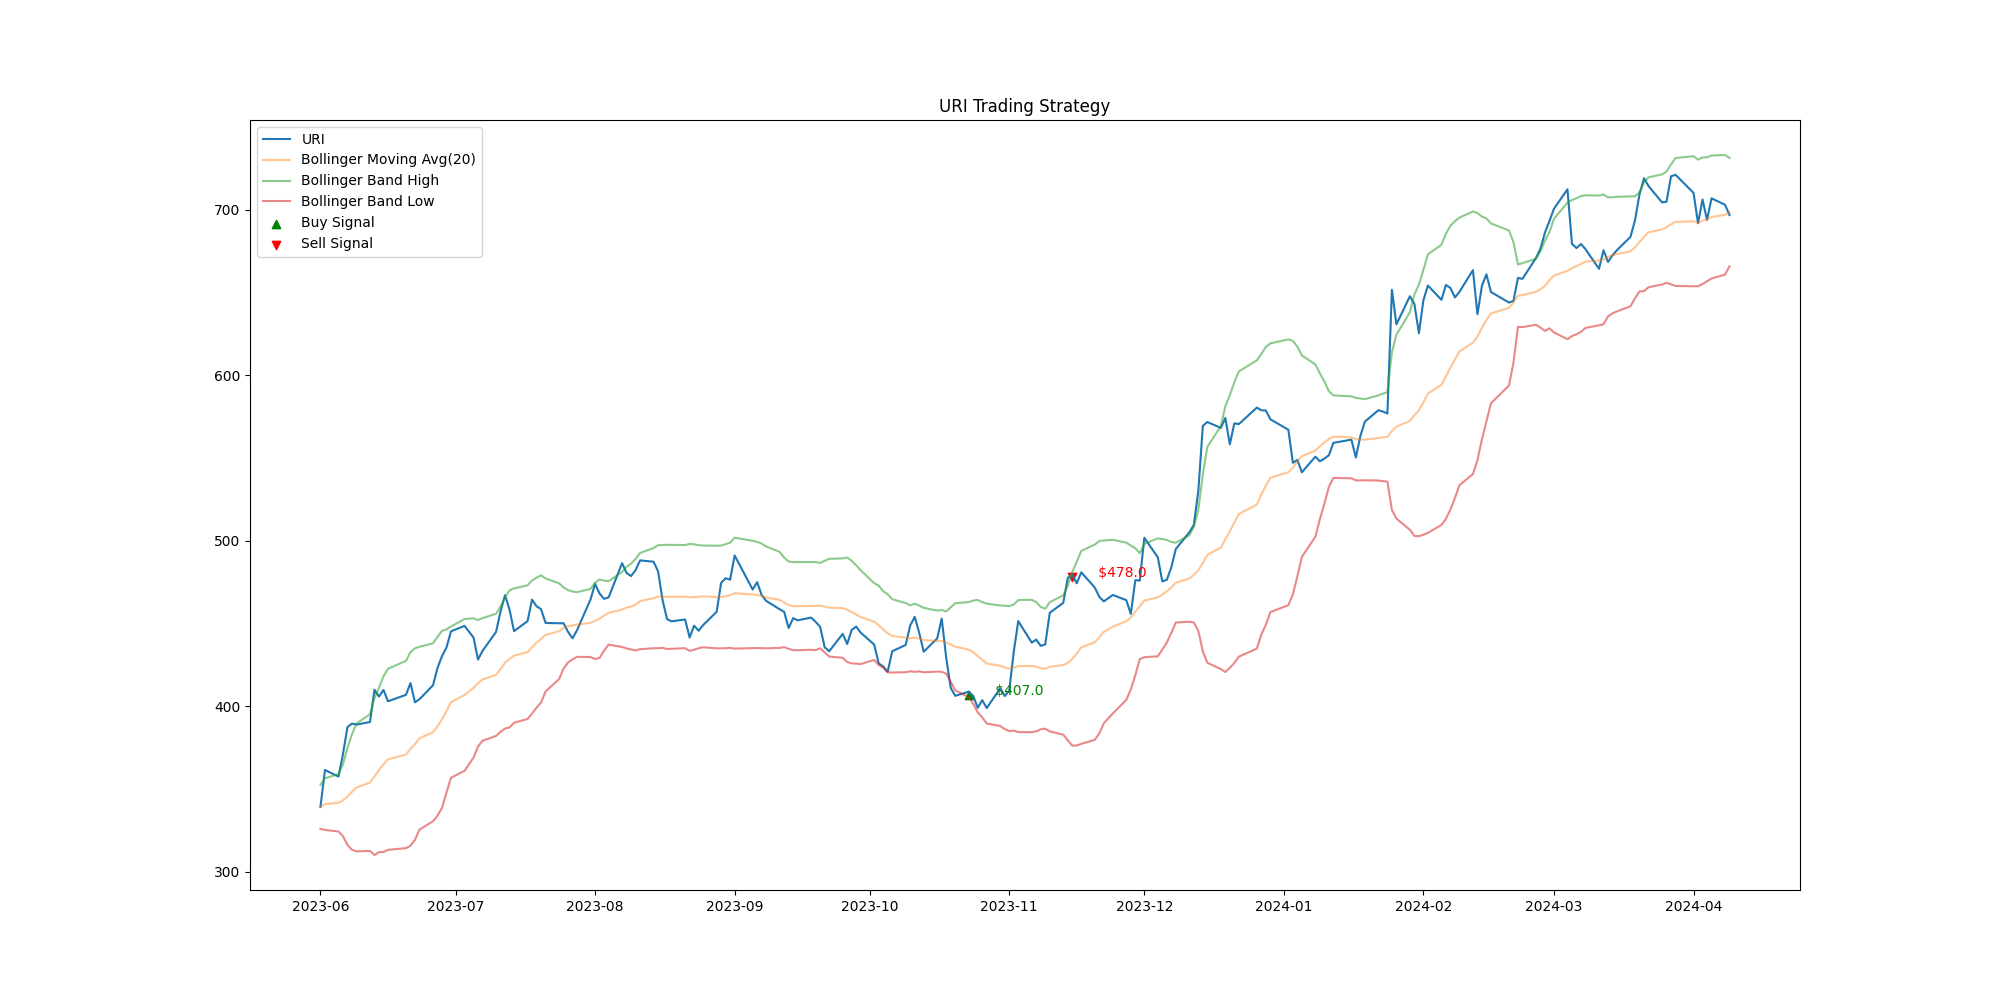 URI Trading Strategy
URI
Bollinger Moving Avg(20)
Bollinger Band High
Bollinger Band Low
Buy Signal
Sell Signal
700
600
500
400
300
$478.0
$407.0
2023-06 2023-07 2023-08 2023-09 2023-10 2023-11 2023-12 2024-01 2024-02 2024-03 2024-04